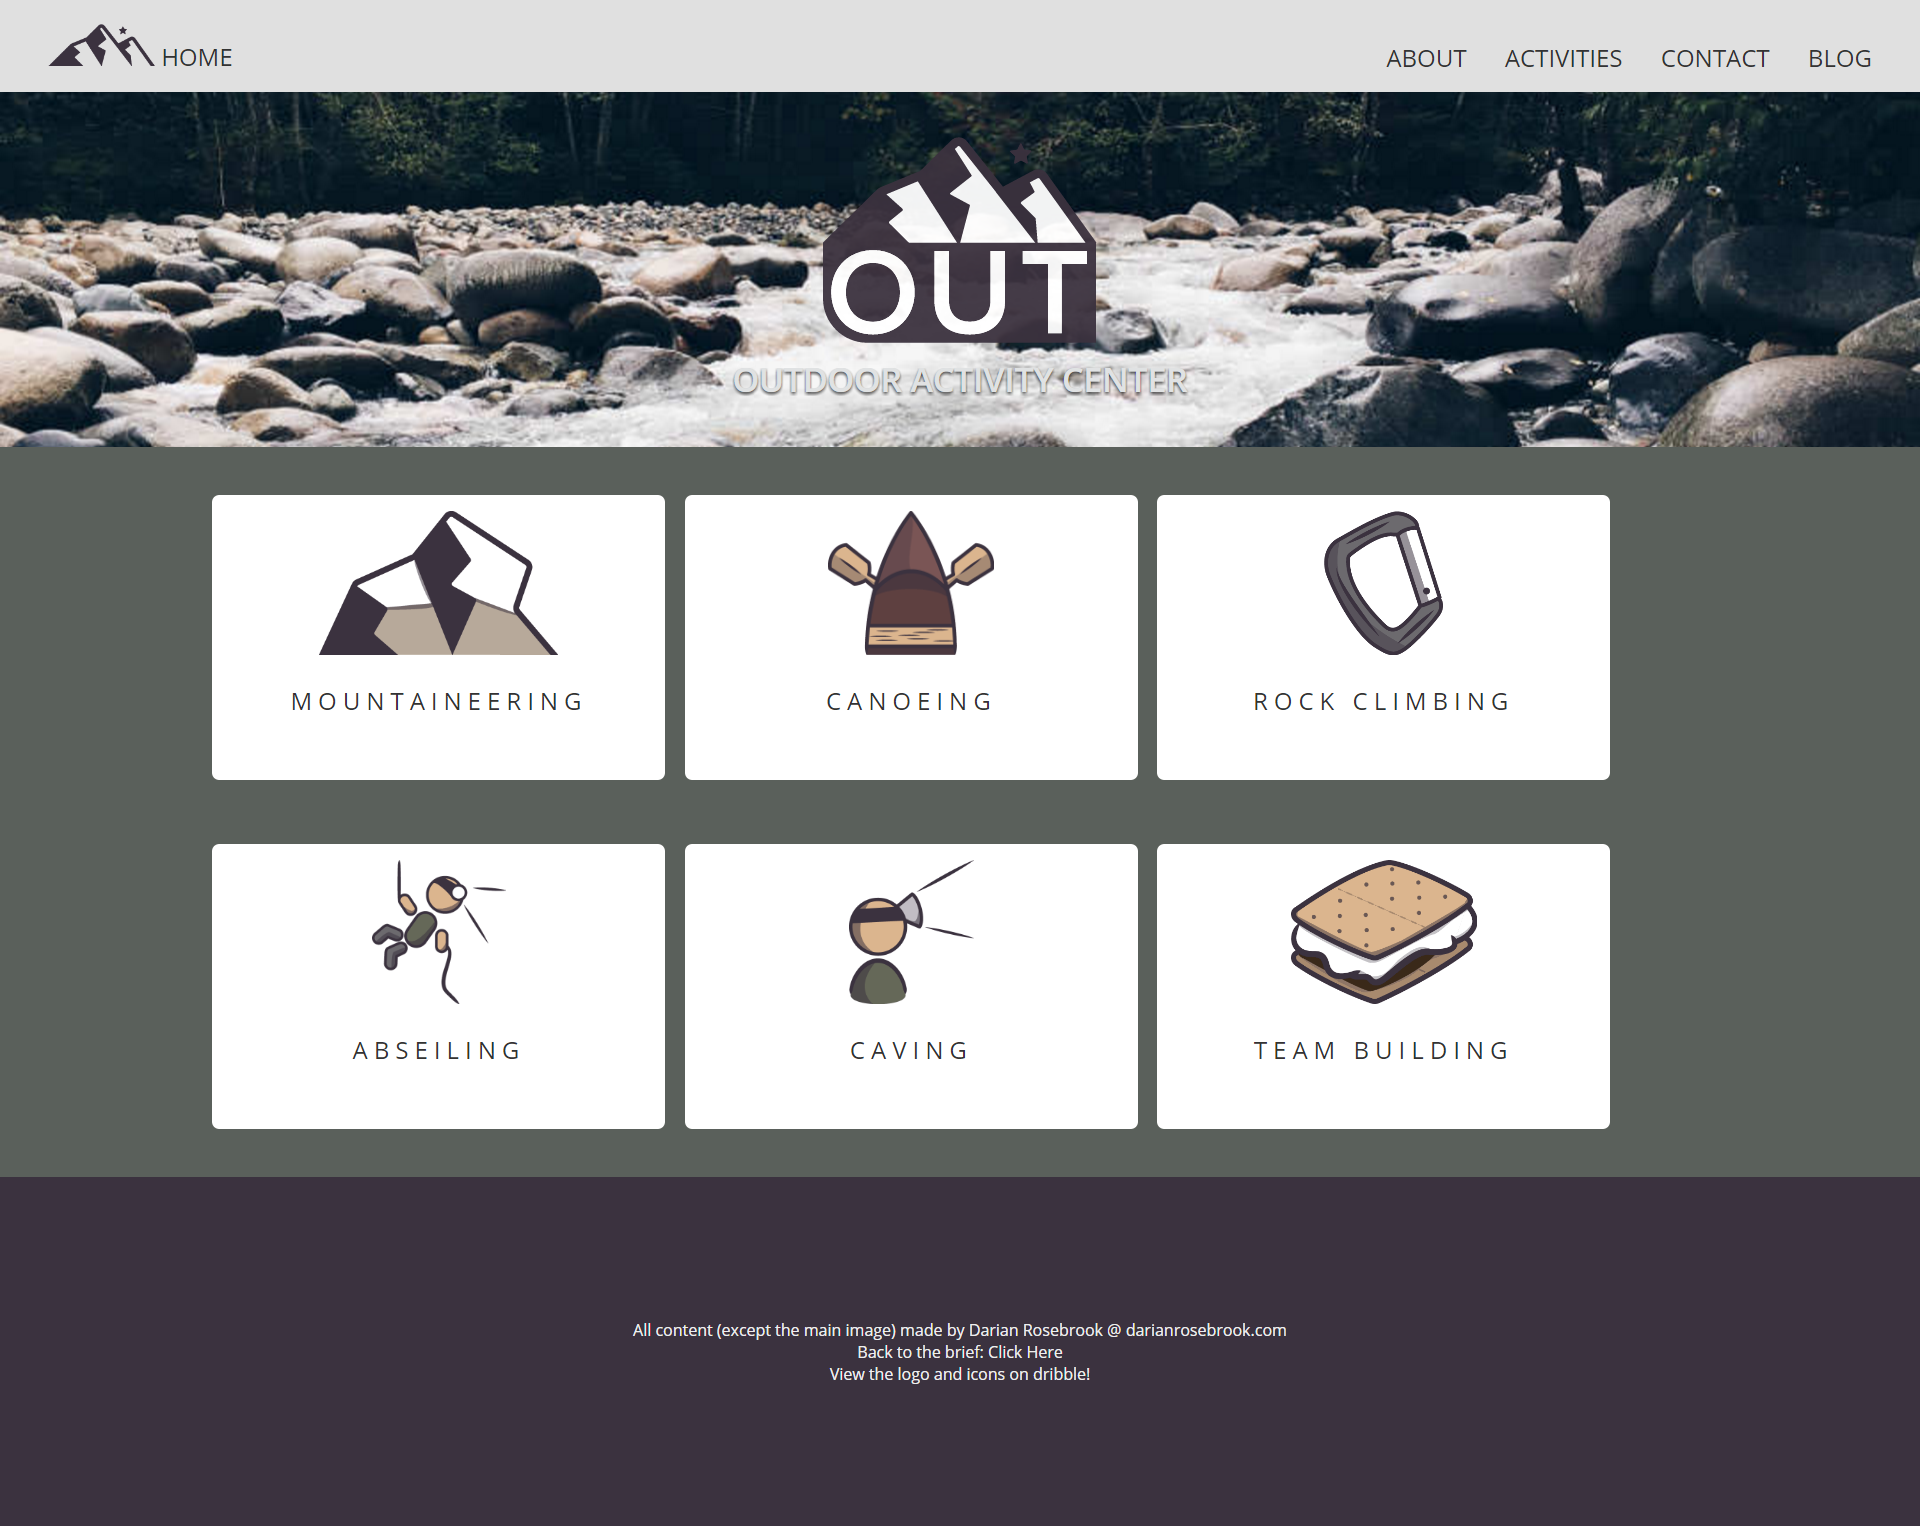 HOME
ABOUT ACTIVITIES CONTACT BLOG
OUT
OUTDOOR ACTIVITY CENTER
MOUNTAINEERING
CANOEING
ROCK CLIMBING
ABSEILING
CAVING
TEAM BUILDING
All content (except the main image) made by Darian Rosebrook @ darianrosebrook.com
Back to the brief: Click Here
View the logo and icons on dribble!